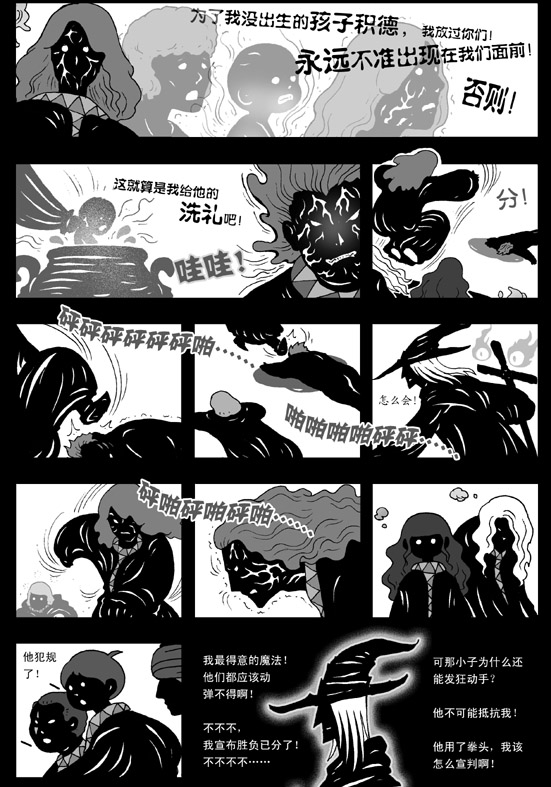 为了我没出生的孩子积德，我放过你们！
永远不准出现在我们面前！
否则！
这就算是我给他的
洗礼吧！
哇哇！
分！
砰砰砰砰砰砰啪……
啪啪啪啪砰砰……
怎么会！
砰啪砰啪砰啪……
他犯规
了！
我最得意的魔法！
他们都应该动
弹不得啊！
不不不，
我宣布胜负已分了！
不不不不……
可那小子为什么还
能发狂动手？
他不可能抵抗我！
他用了拳头，我该
怎么宣判啊！